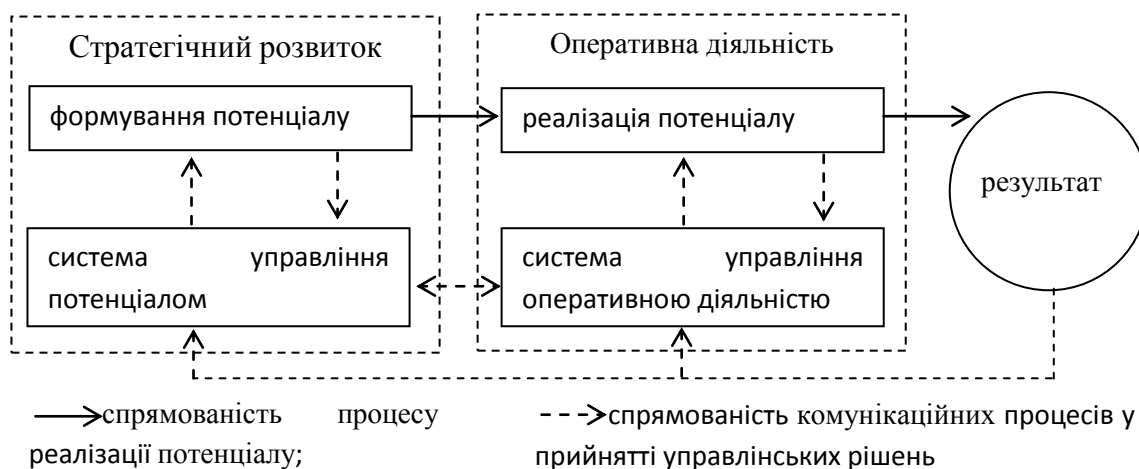 Стратегічний розвиток
Оперативна діяльність
формування потенціалу
реалізація потенціалу
результат
система управління
потенціалом
система управління
оперативною діяльністю
спрямованість процесу
реалізації потенціалу;
спрямованість комунікаційних процесів у
прийнятті управлінських рішень